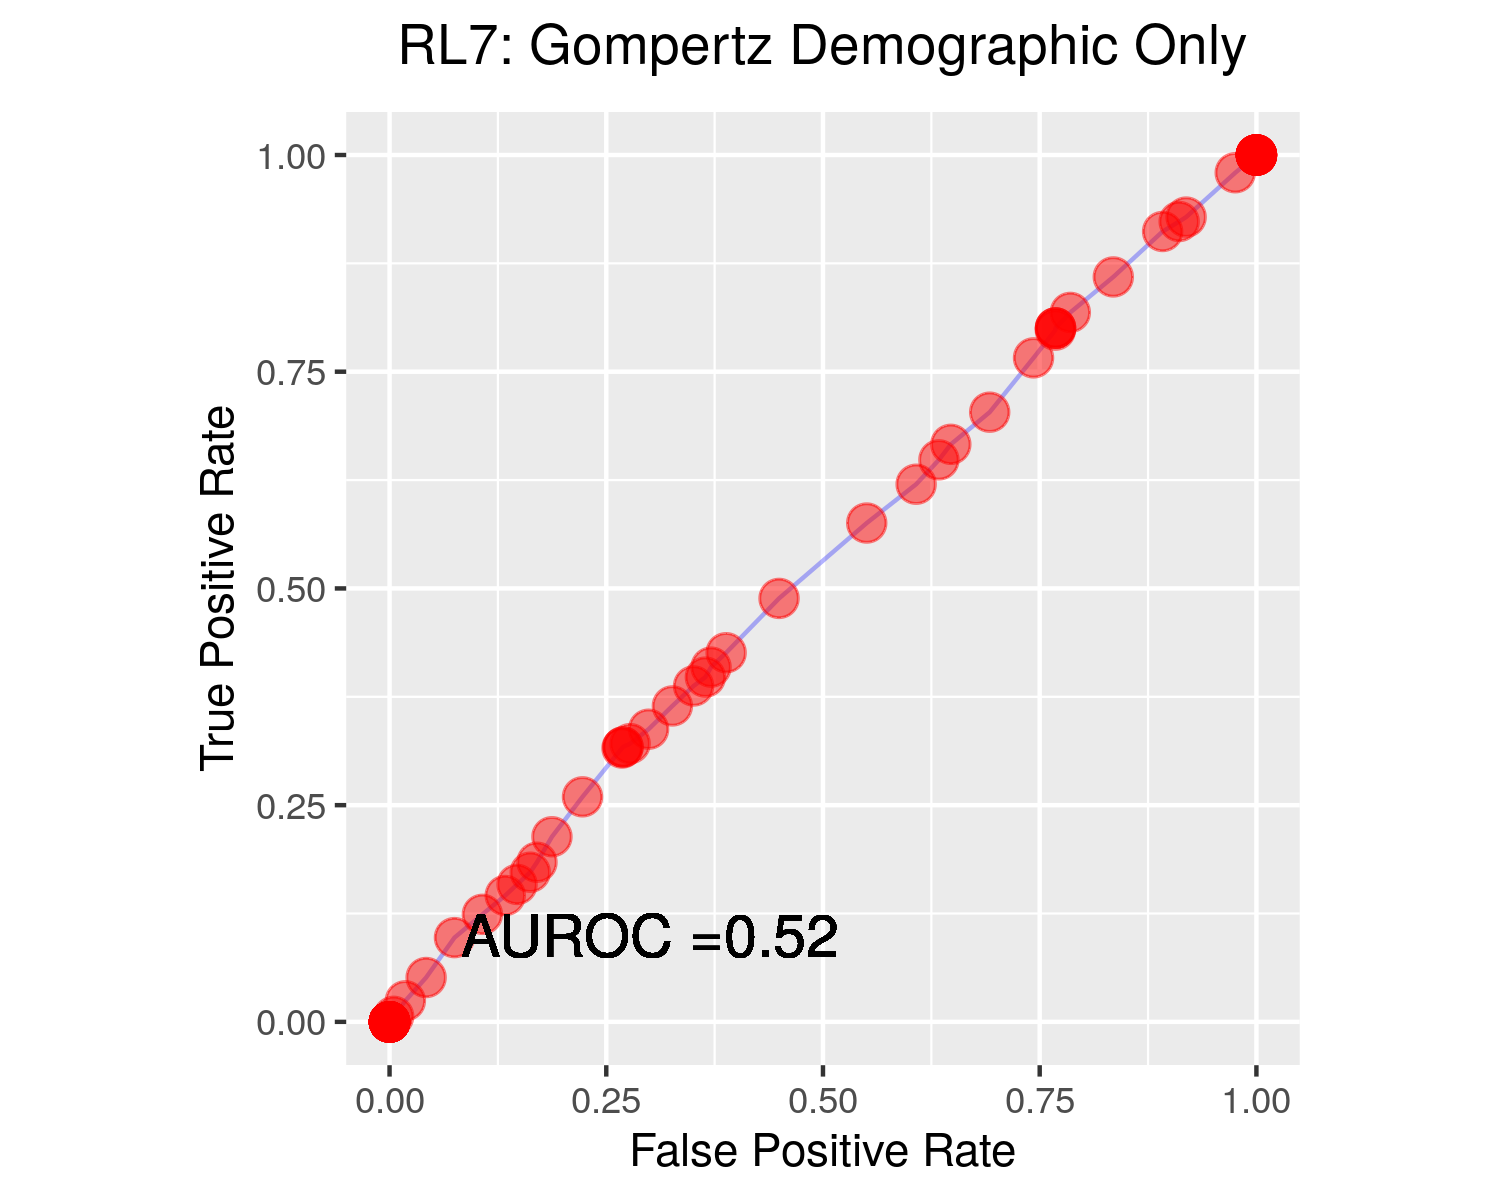 RL7: Gompertz Demographic Only
True Positive Rate
1.00
0.75
0.50
0.25
0.00
AUROC =0.52
0.00 0.25 0.50 0.75 1.00
False Positive Rate